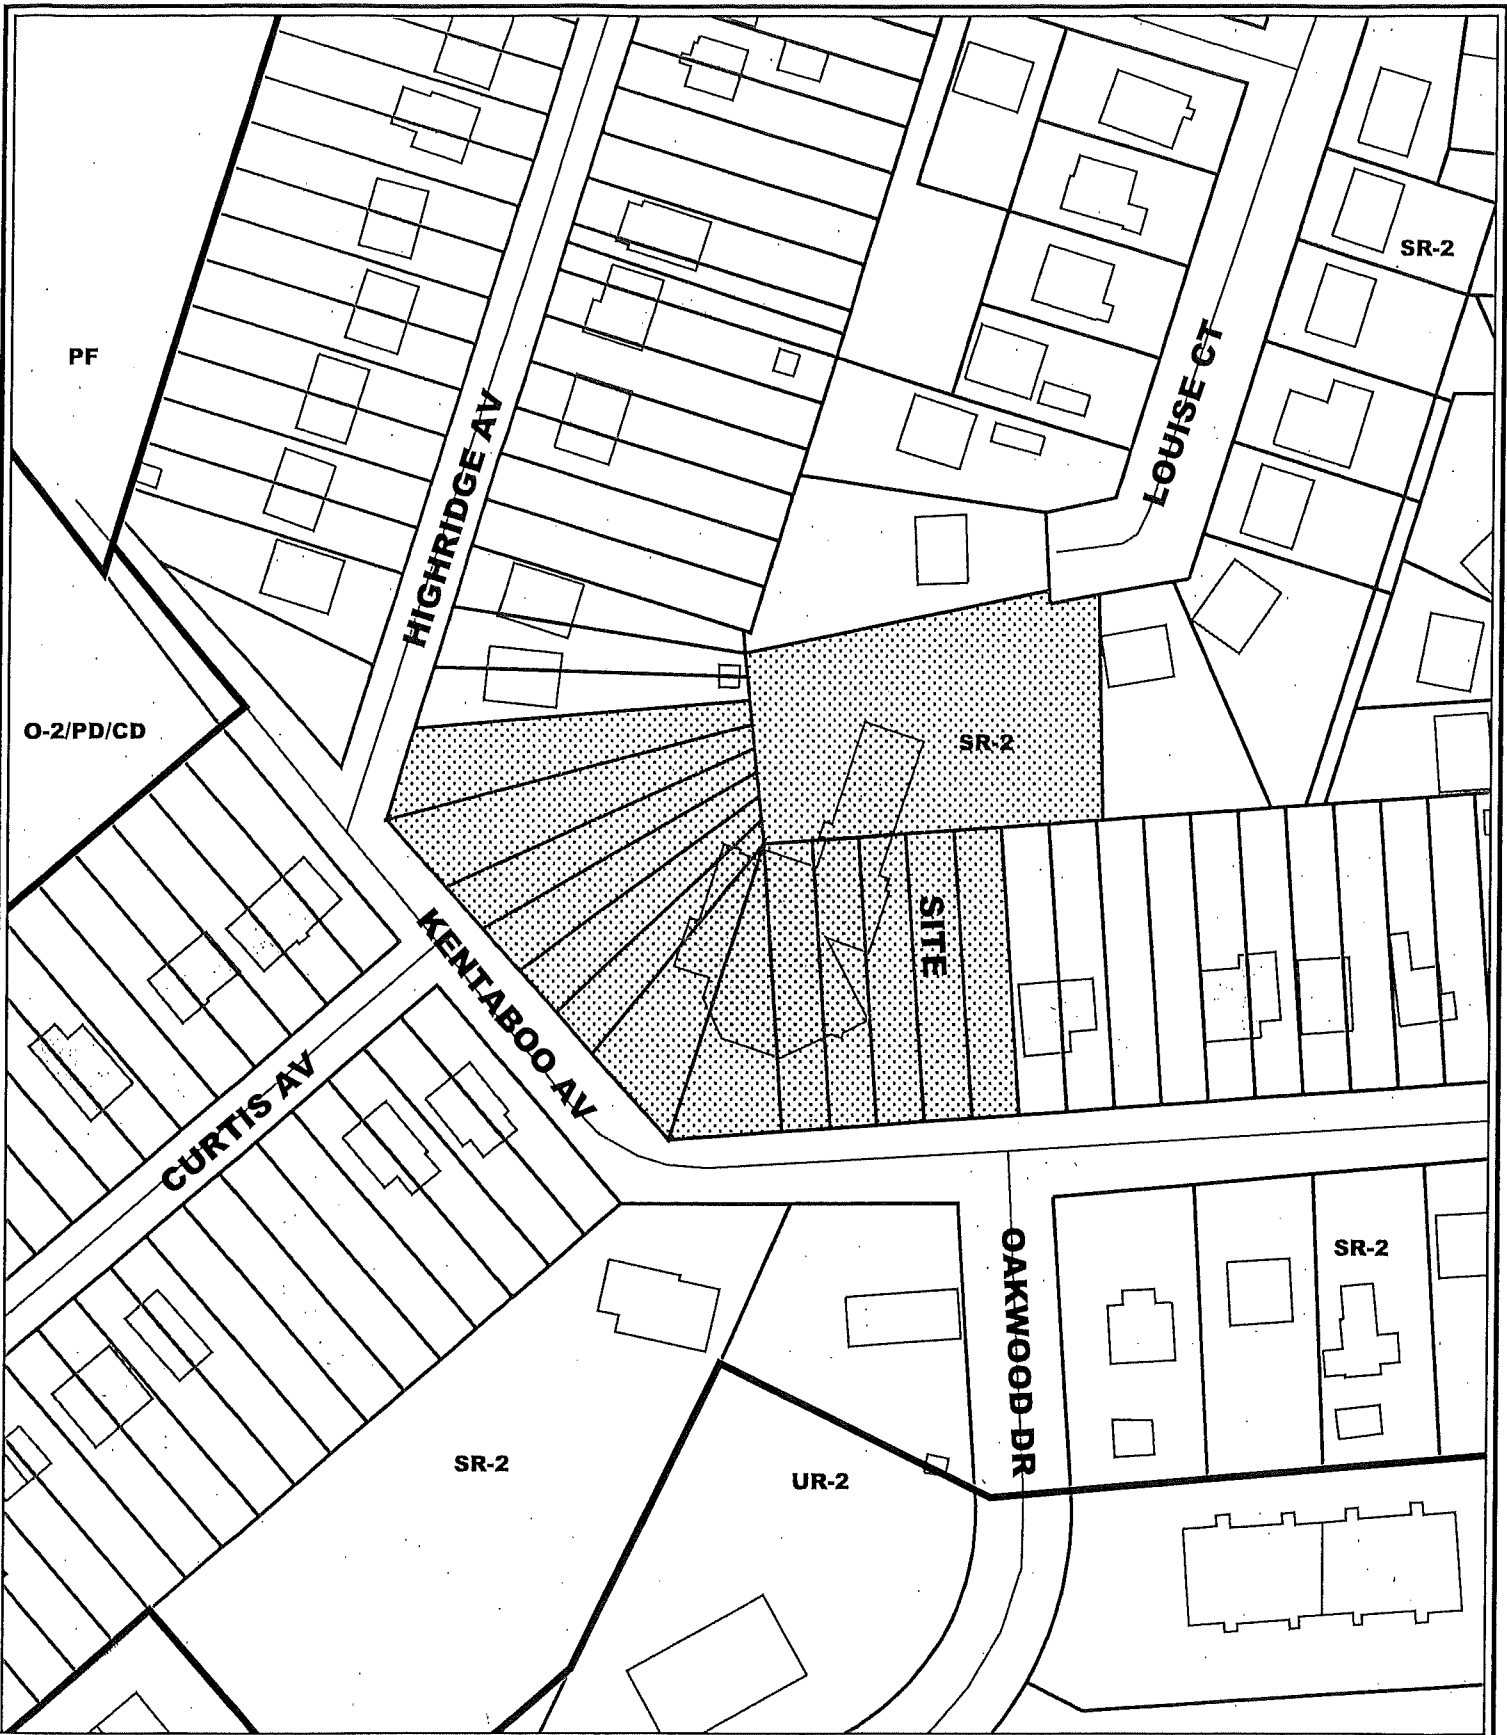 SR-2
PF
LOUISE CT
HIGHRIDGE AV
O-2/PD/CD
SR-2
SITE
KENTABOO AV
CURTIS AV
SR-2
OAKWOOD DR
SR-2
UR-2